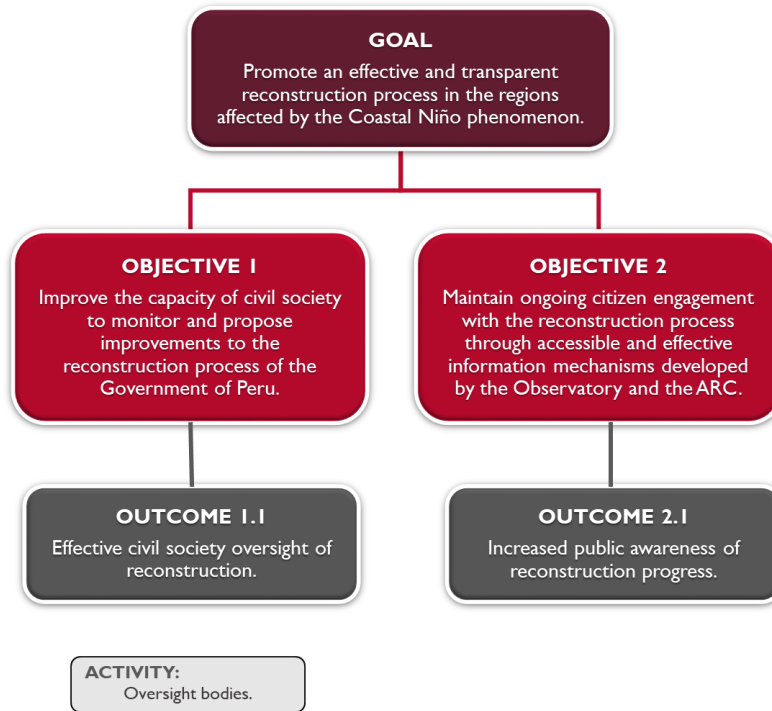 GOAL
Promote an effective and transparent
reconstruction process in the regions
affected by the Coastal Niño phenomenon.
OBJECTIVE 1
Improve the capacity of civil society
to monitor and propose
improvements to the
reconstruction process of the
Government of Peru.
OBJECTIVE 2
Maintain ongoing citizen engagement
with the reconstruction process
through accessible and effective
information mechanisms developed
by the Observatory and the ARC.
OUTCOME 1.1
Effective civil society oversight of
reconstruction.
OUTCOME 2.1
Increased public awareness of
reconstruction progress.
ACTIVITY:
Oversight bodies.